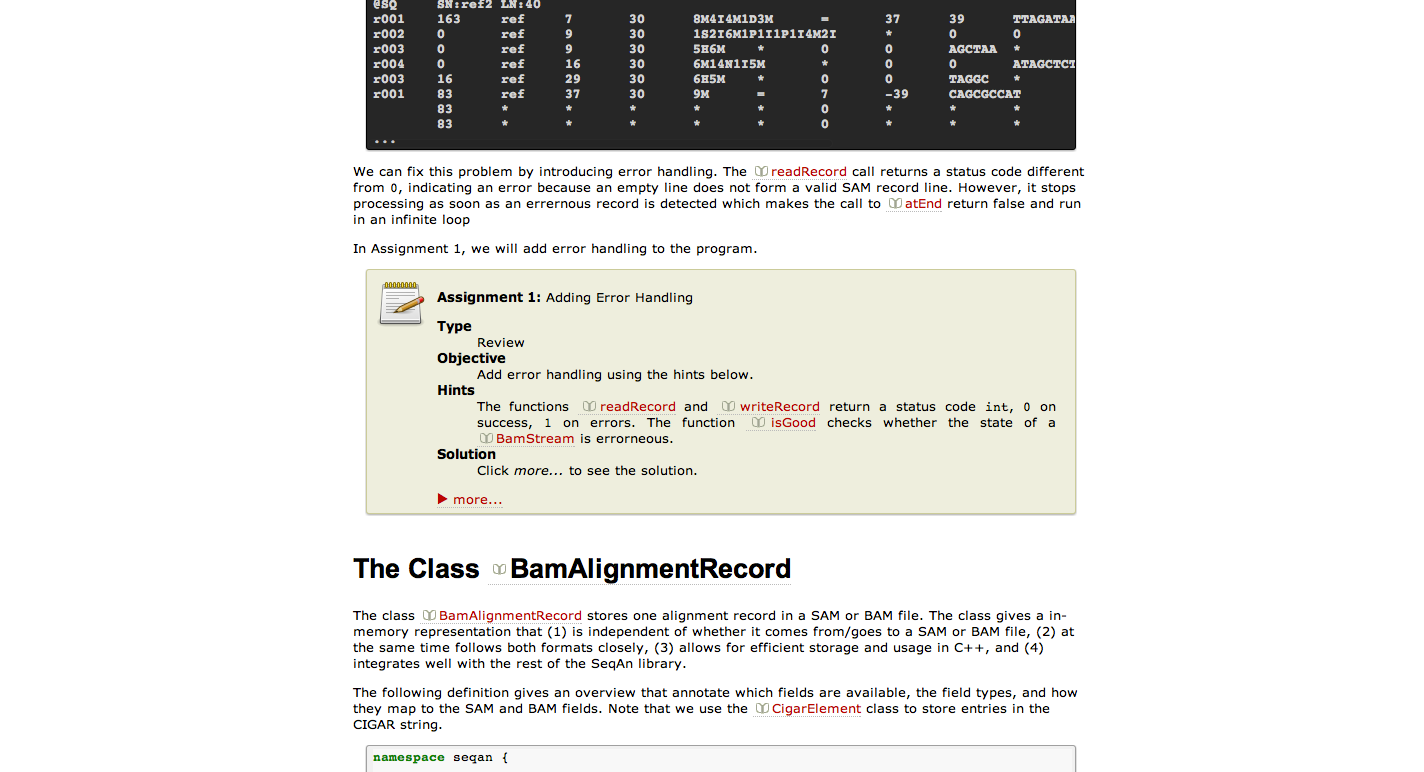 @SQ SN:ref2 LN:40
r001 163 ref 7 30 8M4I4M1D3M = 37 39 TTAGATAA
r002 0 ref 9 30 1S2I6M1P1I1P1I4M2I * 0 0
r003 0 ref 9 30 5H6M * 0 0 AGCTAA *
r004 0 ref 16 30 6M14N1I5M * 0 0 ATAGCTCT
r003 16 ref 29 30 6H5M * 0 0 TAGGC *
r001 83 ref 37 30 9M = 7 -39 CAGCGCCAT
83 * * * * * 0 * * *
83 * * * * * 0 * * *
...
We can fix this problem by introducing error handling. The readRecord call returns a status code different
from 0, indicating an error because an empty line does not form a valid SAM record line. However, it stops
processing as soon as an errernous record is detected which makes the call to atEnd return false and run
in an infinite loop
In Assignment 1, we will add error handling to the program.
Assignment 1: Adding Error Handling
Type
Review
Objective
Add error handling using the hints below.
Hints
The functions readRecord and writeRecord return a status code int, 0 on
success, 1 on errors. The function isGood checks whether the state of a
BamStream is errorneous.
Solution
Click more... to see the solution.
more...
The Class BamAlignmentRecord
The class BamAlignmentRecord stores one alignment record in a SAM or BAM file. The class gives a in-
memory representation that (1) is independent of whether it comes from/goes to a SAM or BAM file, (2) at
the same time follows both formats closely, (3) allows for efficient storage and usage in C++, and (4)
integrates well with the rest of the SeqAn library.
The following definition gives an overview that annotate which fields are available, the field types, and how
they map to the SAM and BAM fields. Note that we use the CigarElement class to store entries in the
CIGAR string.
namespace seqan {